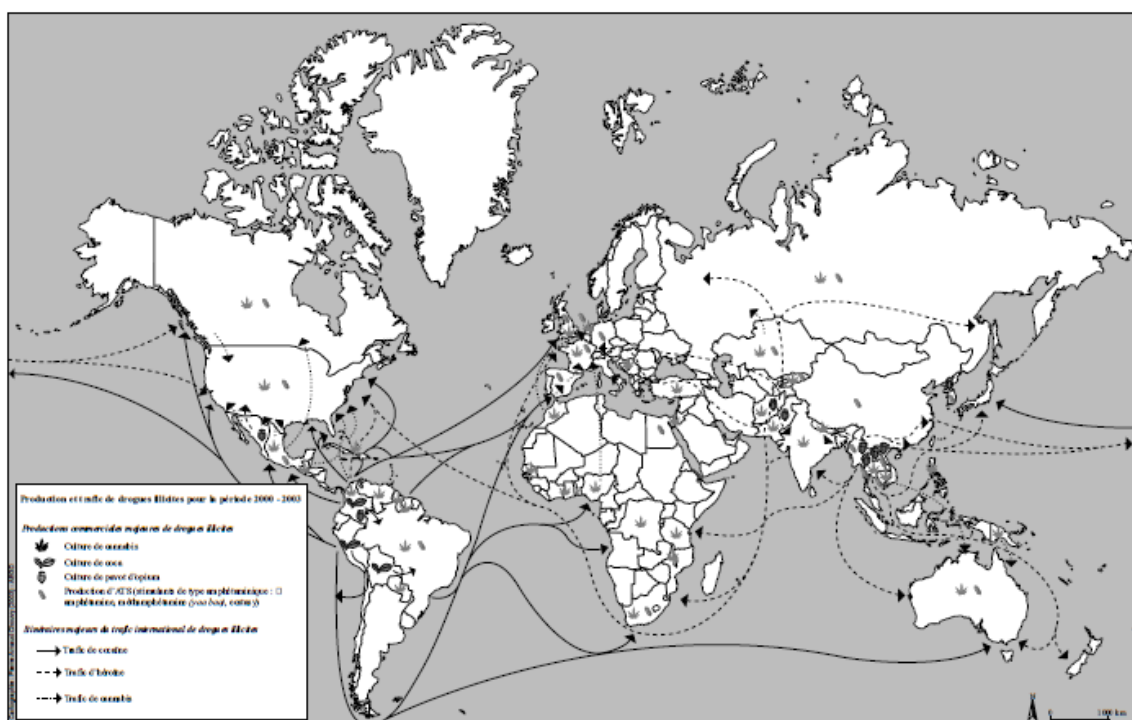 Production et trafic de drogues illicites pour la période 2000 - 2003
Productions commerciales majeures de drogues illicites
Culture de cannabis
Culture de coca
Culture de pavot d'opium
Production d'ATS (stimulants de type amphétaminique :
amphétamine, méthamphétamine (yaa baa), ecstasy)
Itinéraires majeurs du trafic international de drogues illicites
Trafic de cocaïne
Trafic d'héroïne
Trafic de cannabis
N
0 1000 km